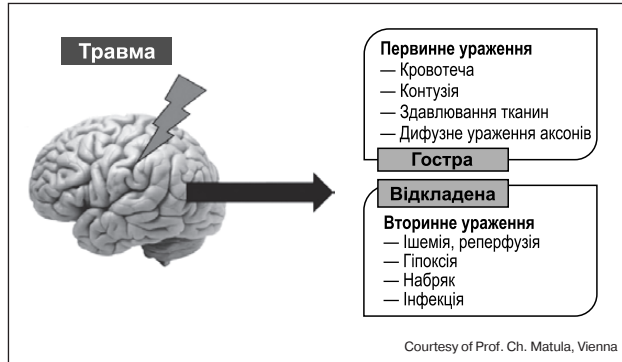 Травма
Первинне ураження
— Кровотеча
— Контузія
— Здавлювання тканин
— Дифузне ураження аксонів
Гостра
Відкладена
Вторинне ураження
— Ішемія, реперфузія
— Гіпоксія
— Набряк
— Інфекція
Courtesy of Prof. Ch. Matula, Vienna